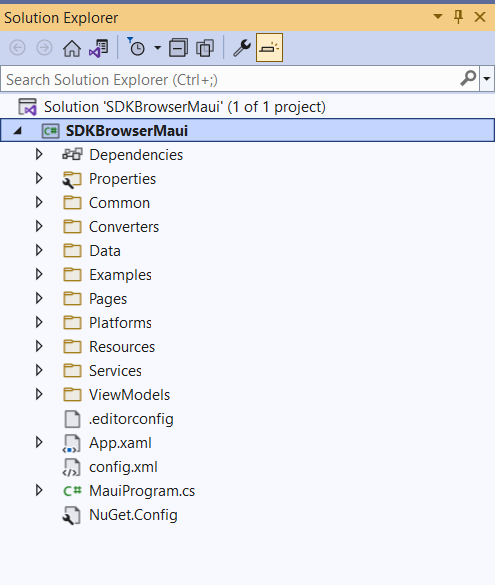 Solution Explorer
Search Solution Explorer (Ctrl+;)
Solution 'SDKBrowserMaui' (1 of 1 project)
C# SDKBrowserMaui
Dependencies
Properties
Common
Converters
Data
Examples
Pages
Platforms
Resources
Services
ViewModels
.editorconfig
App.xaml
config.xml
C# MauiProgram.cs
NuGet.Config